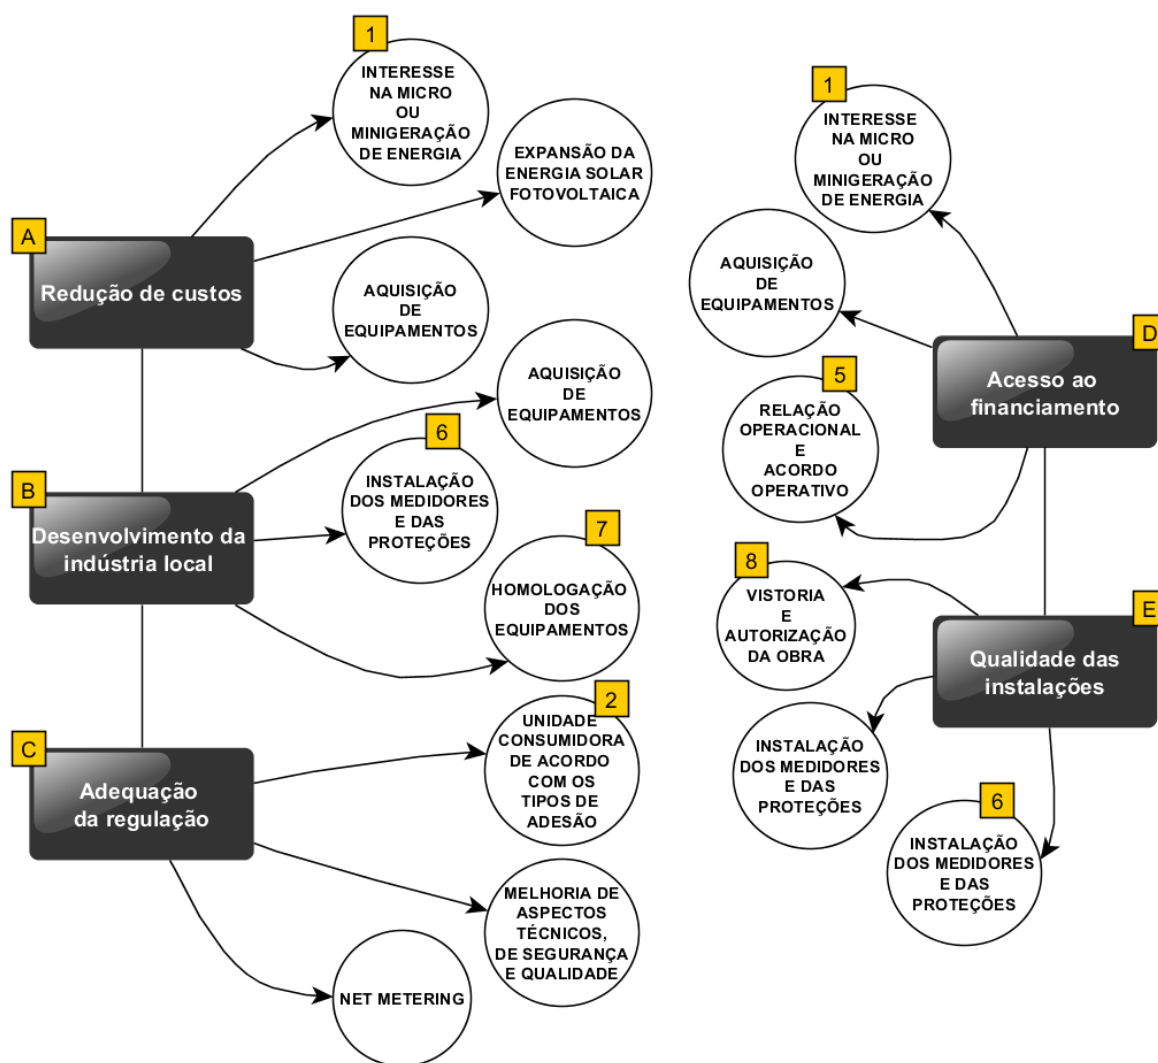 1
INTERESSE
NA MICRO
OU
MINIGERAÇÃO
DE ENERGIA
EXPANSÃO DA
ENERGIA SOLAR
FOTOVOLTAICA
A
Redução de custos
AQUISIÇÃO
DE
EQUIPAMENTOS
AQUISIÇÃO
DE
EQUIPAMENTOS
6
INSTALAÇÃO
DOS MEDIDORES
E DAS
PROTEÇÕES
B
Desenvolvimento da
indústria local
7
HOMOLOGAÇÃO
DOS
EQUIPAMENTOS
2
UNIDADE
CONSUMIDORA
DE ACORDO
COM OS
TIPOS DE
ADESÃO
C
Adequação
da regulação
MELHORIA DE
ASPECTOS
TÉCNICOS,
DE SEGURANÇA
E QUALIDADE
NET METERING
1
INTERESSE
NA MICRO
OU
MINIGERAÇÃO
DE ENERGIA
AQUISIÇÃO
DE
EQUIPAMENTOS
D
Acesso ao
financiamento
5
RELAÇÃO
OPERACIONAL
E
ACORDO
OPERATIVO
8
VISTORIA
E
AUTORIZAÇÃO
DA OBRA
E
Qualidade das
instalações
INSTALAÇÃO
DOS MEDIDORES
E DAS
PROTEÇÕES
6
INSTALAÇÃO
DOS MEDIDORES
E DAS
PROTEÇÕES